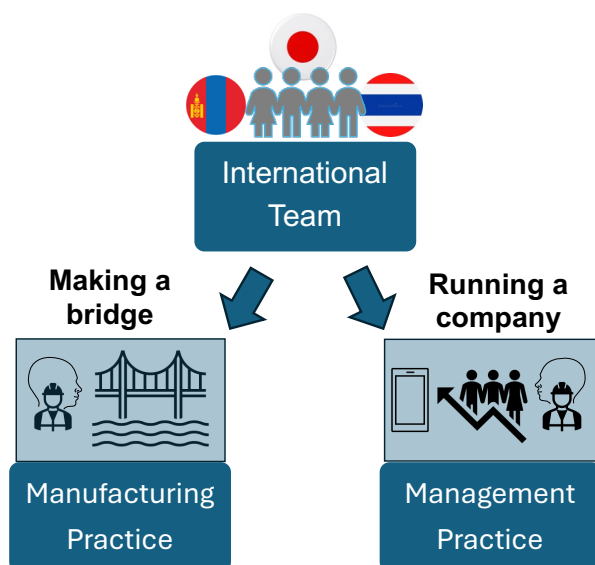 International
Team
Making a
bridge
Running a
company
Manufacturing
Practice
Management
Practice